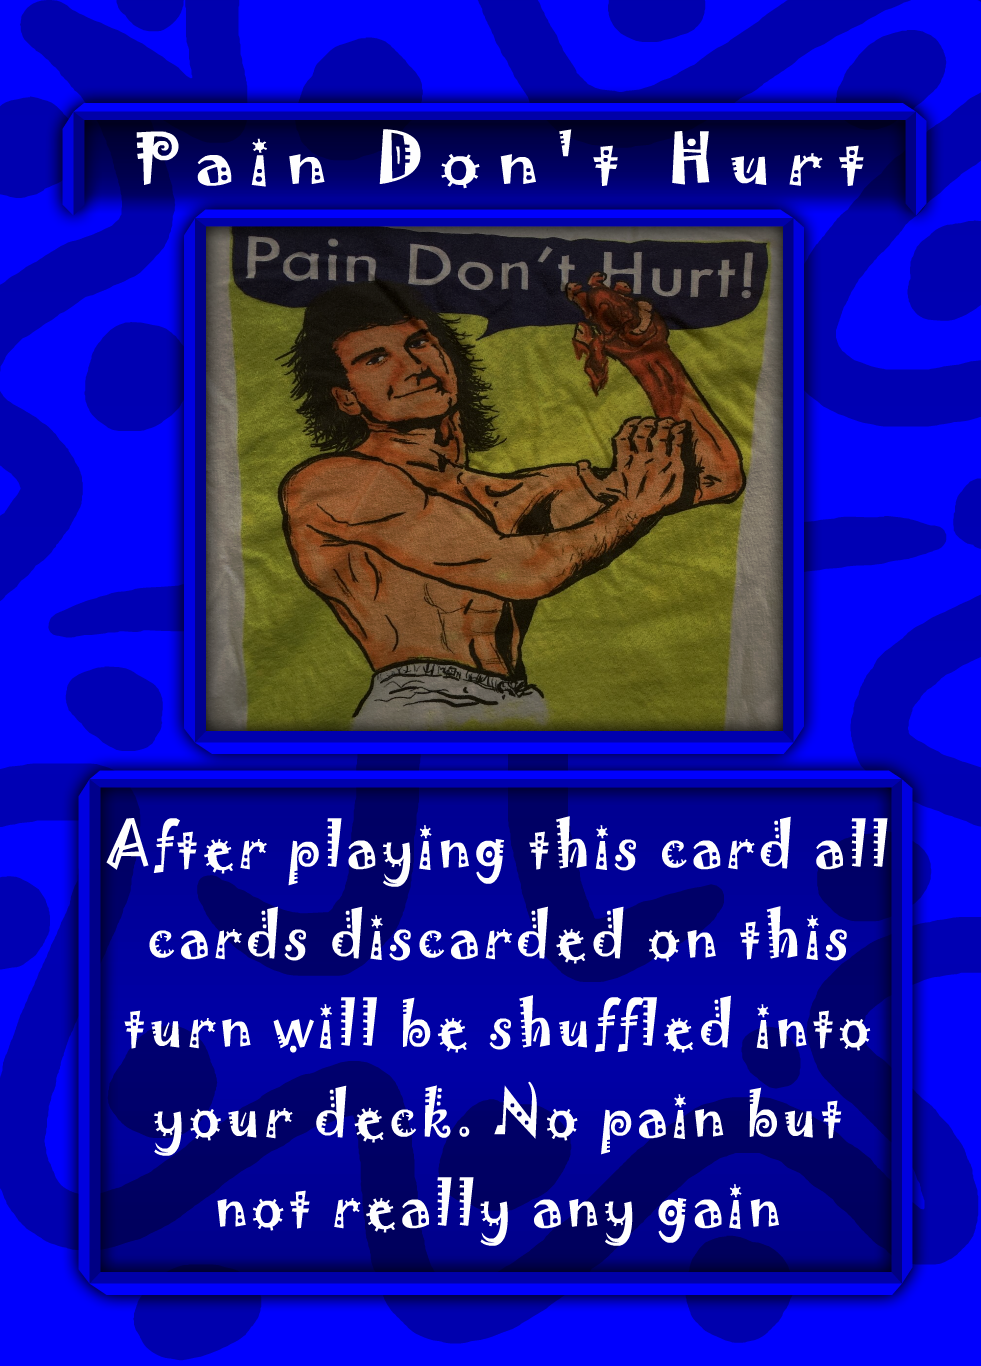 Pain Don't Hurt
Pain Don't Hurt!
After playing this card all
cards discarded on this
turn will be shuffled into
your deck. No pain but
not really any gain